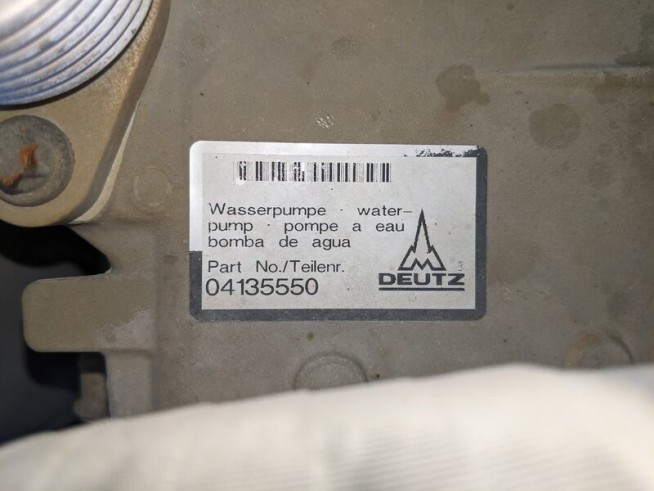 Wasserpumpe · water-
pump · pompe a eau
bomba de agua
Part No./Teilenr.
04135550
DEUTZ